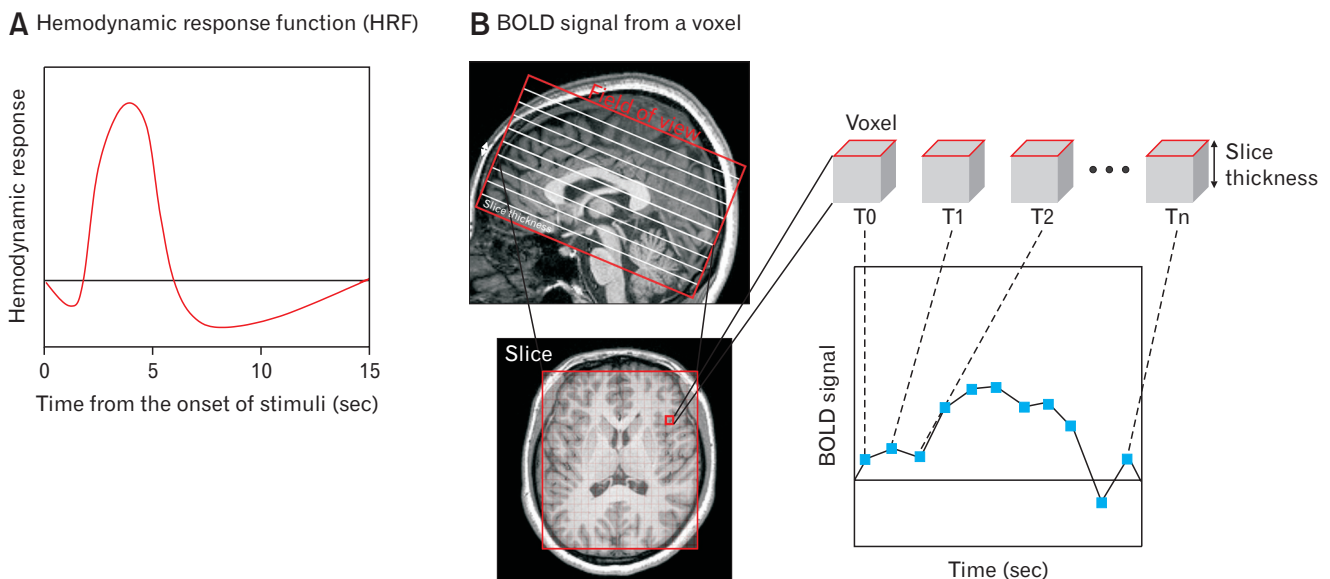 A Hemodynamic response function (HRF)
Hemodynamic response
0
5
10
15
Time from the onset of stimuli (sec)
B BOLD signal from a voxel
Field of view
Slice thickness
Slice
Voxel
Slice
thickness
T0
T1
T2
Tn
BOLD signal
Time (sec)